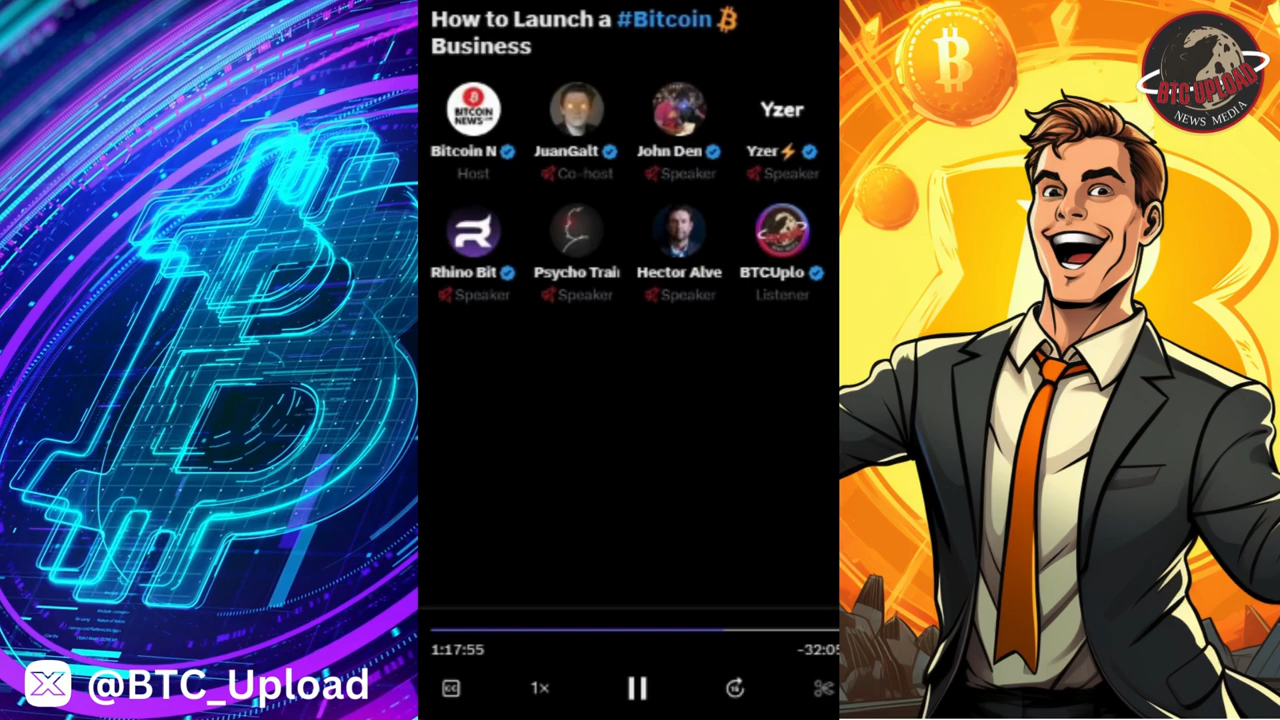 How to Launch a #Bitcoin ₿
Business
BITCOIN
NEWS
Yzer
Bitcoin N
JuanGalt
John Den
Yzer⚡
Host
Co-host
Speaker
Speaker
Rhino Bit
Psycho Trai
Hector Alve
BTCUplo
Speaker
Speaker
Speaker
Listener
1:17:55
-32:05
CC
1×
15
@BTC_Upload
BTC UPLOAD
NEWS MEDIA